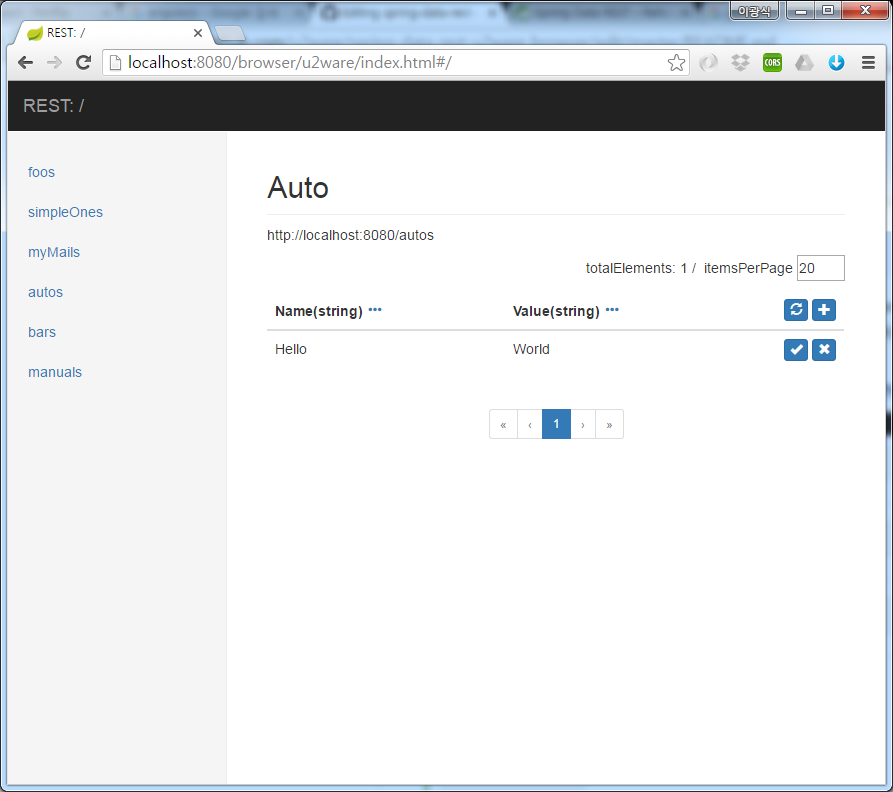 이광식
REST: /
localhost:8080/browser/u2ware/index.html#/
CORS
REST: /
foos
simpleOnes
myMails
autos
bars
manuals
Auto
http://localhost:8080/autos
totalElements: 1 / itemsPerPage 20
Name(string) ••• Value(string) •••
Hello World
« ‹ 1 › »